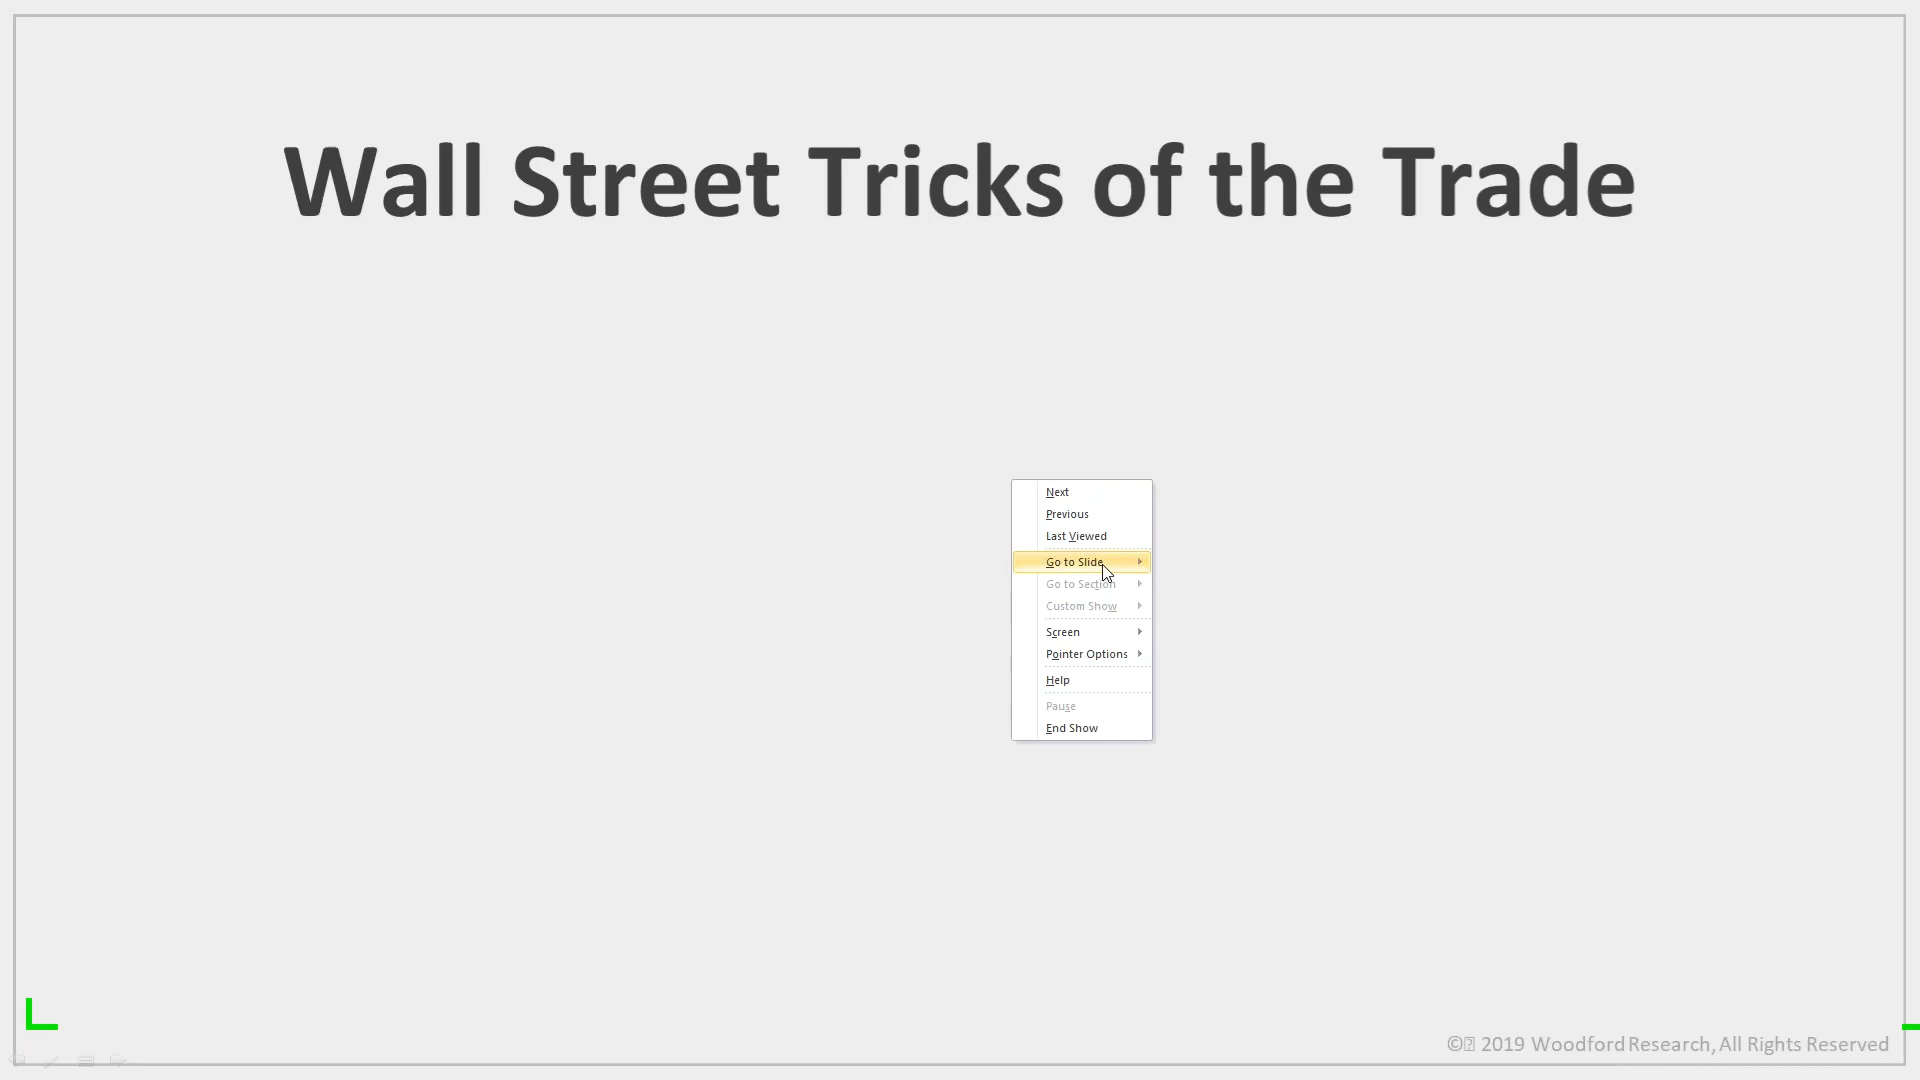 Wall Street Tricks of the Trade
Next
Previous
Last Viewed
Go to Slide
Go to Section
Custom Show
Screen
Pointer Options
Help
Pause
End Show
© 2019 Woodford Research, All Rights Reserved